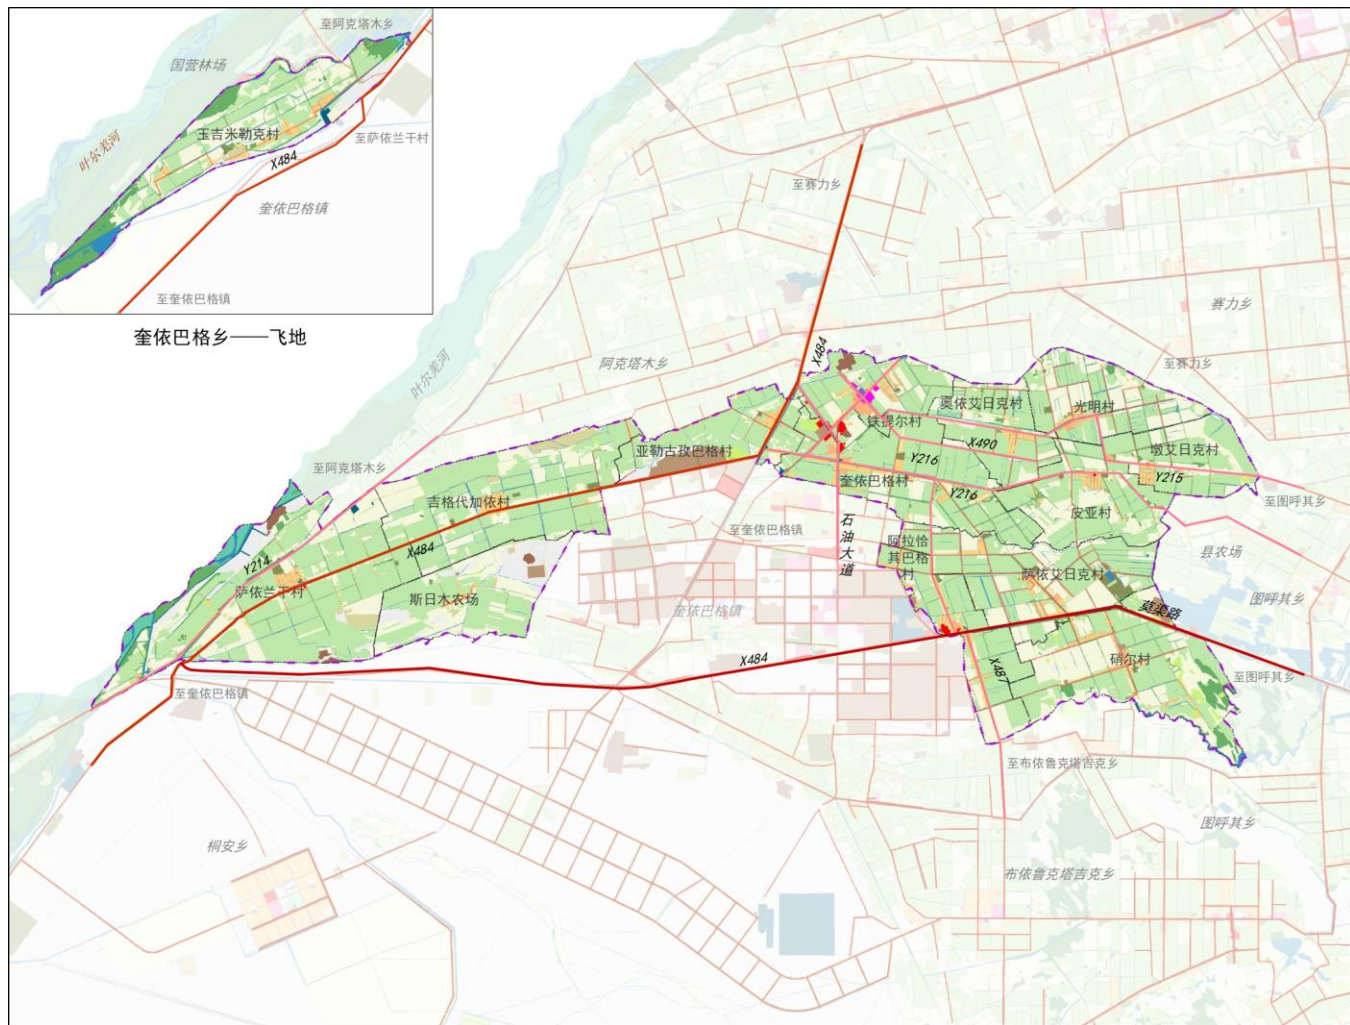 至阿克塔木乡
国营林场
玉吉米勒克村
至萨依兰干村
叶尔羌河
X484
奎依巴格镇
至奎依巴格镇
奎依巴格乡——飞地
至赛力乡
赛力乡
至赛力乡
叶尔羌河
阿克塔木乡
X484
奥依艾日克村
光明村
铁提尔村
X490
亚勒古孜巴格村
墩艾日克村
Y216
至阿克塔木乡
奎依巴格村
Y215
Y216
吉格代加依村
至图呼其乡
皮亚村
至奎依巴格镇
石油大道
阿拉恰
其巴格
村
县农场
X484
Y214
萨依艾日克村
萨依兰干村
斯日木农场
奎依巴格镇
图呼其乡
莫渠路
X484
硝尔村
X487
至图呼其乡
至奎依巴格镇
至布依鲁克塔吉克乡
图呼其乡
桐安乡
布依鲁克塔吉克乡